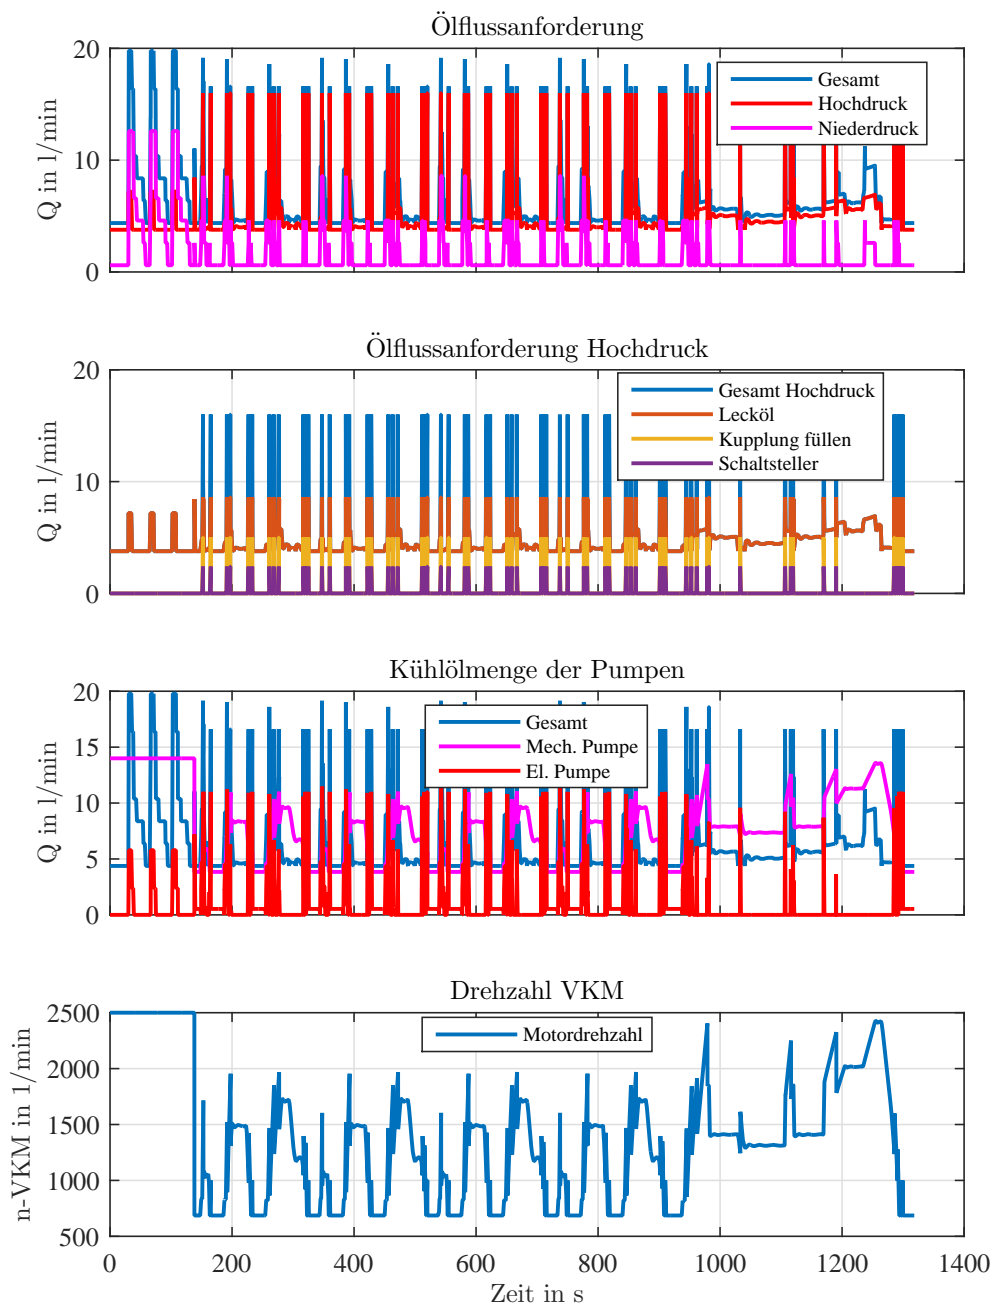 Ölflussanforderung
20
10
0
Q in l/min
Gesamt
Hochdruck
Niederdruck
Ölflussanforderung Hochdruck
20
10
0
Q in l/min
Gesamt Hochdruck
Lecköl
Kupplung füllen
Schaltsteller
Kühlölmenge der Pumpen
20
15
10
5
0
Q in l/min
Gesamt
Mech. Pumpe
El. Pumpe
Drehzahl VKM
2500
2000
1500
1000
500
n-VKM in 1/min
Motordrehzahl
0 200 400 600 800 1000 1200 1400
Zeit in s